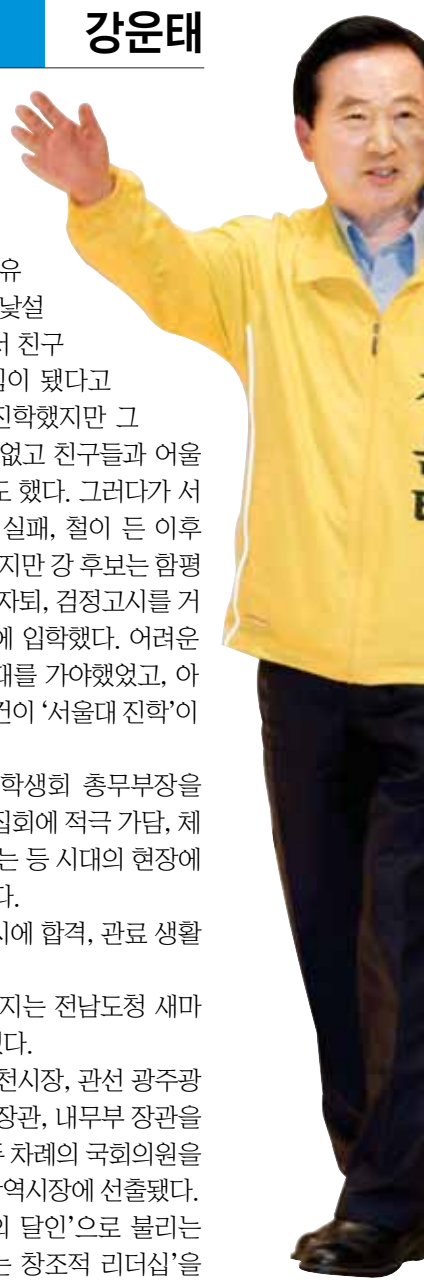 강운태
유
낯설
친구
됐다고
진학했지만 그
없고 친구들과 어울
도 했다. 그러다가 서
실패, 철이 든 이후
지만 강 후보는 함평
자퇴, 검정고시를 거
에 입학했다. 어려운
대를 가야했었고, 아
건이 ‘서울대 진학’이
학생회 총무부장을
집회에 적극 가담, 체
는 등 시대의 현장에
다.
시에 합격, 관료 생활
지는 전남도청 새마
다.
천시장, 관선 광주광
장관, 내무부 장관을
차례의 국회의원을
역시장에 선출됐다.
의 달인’으로 불리는
는 창조적 리더십’을